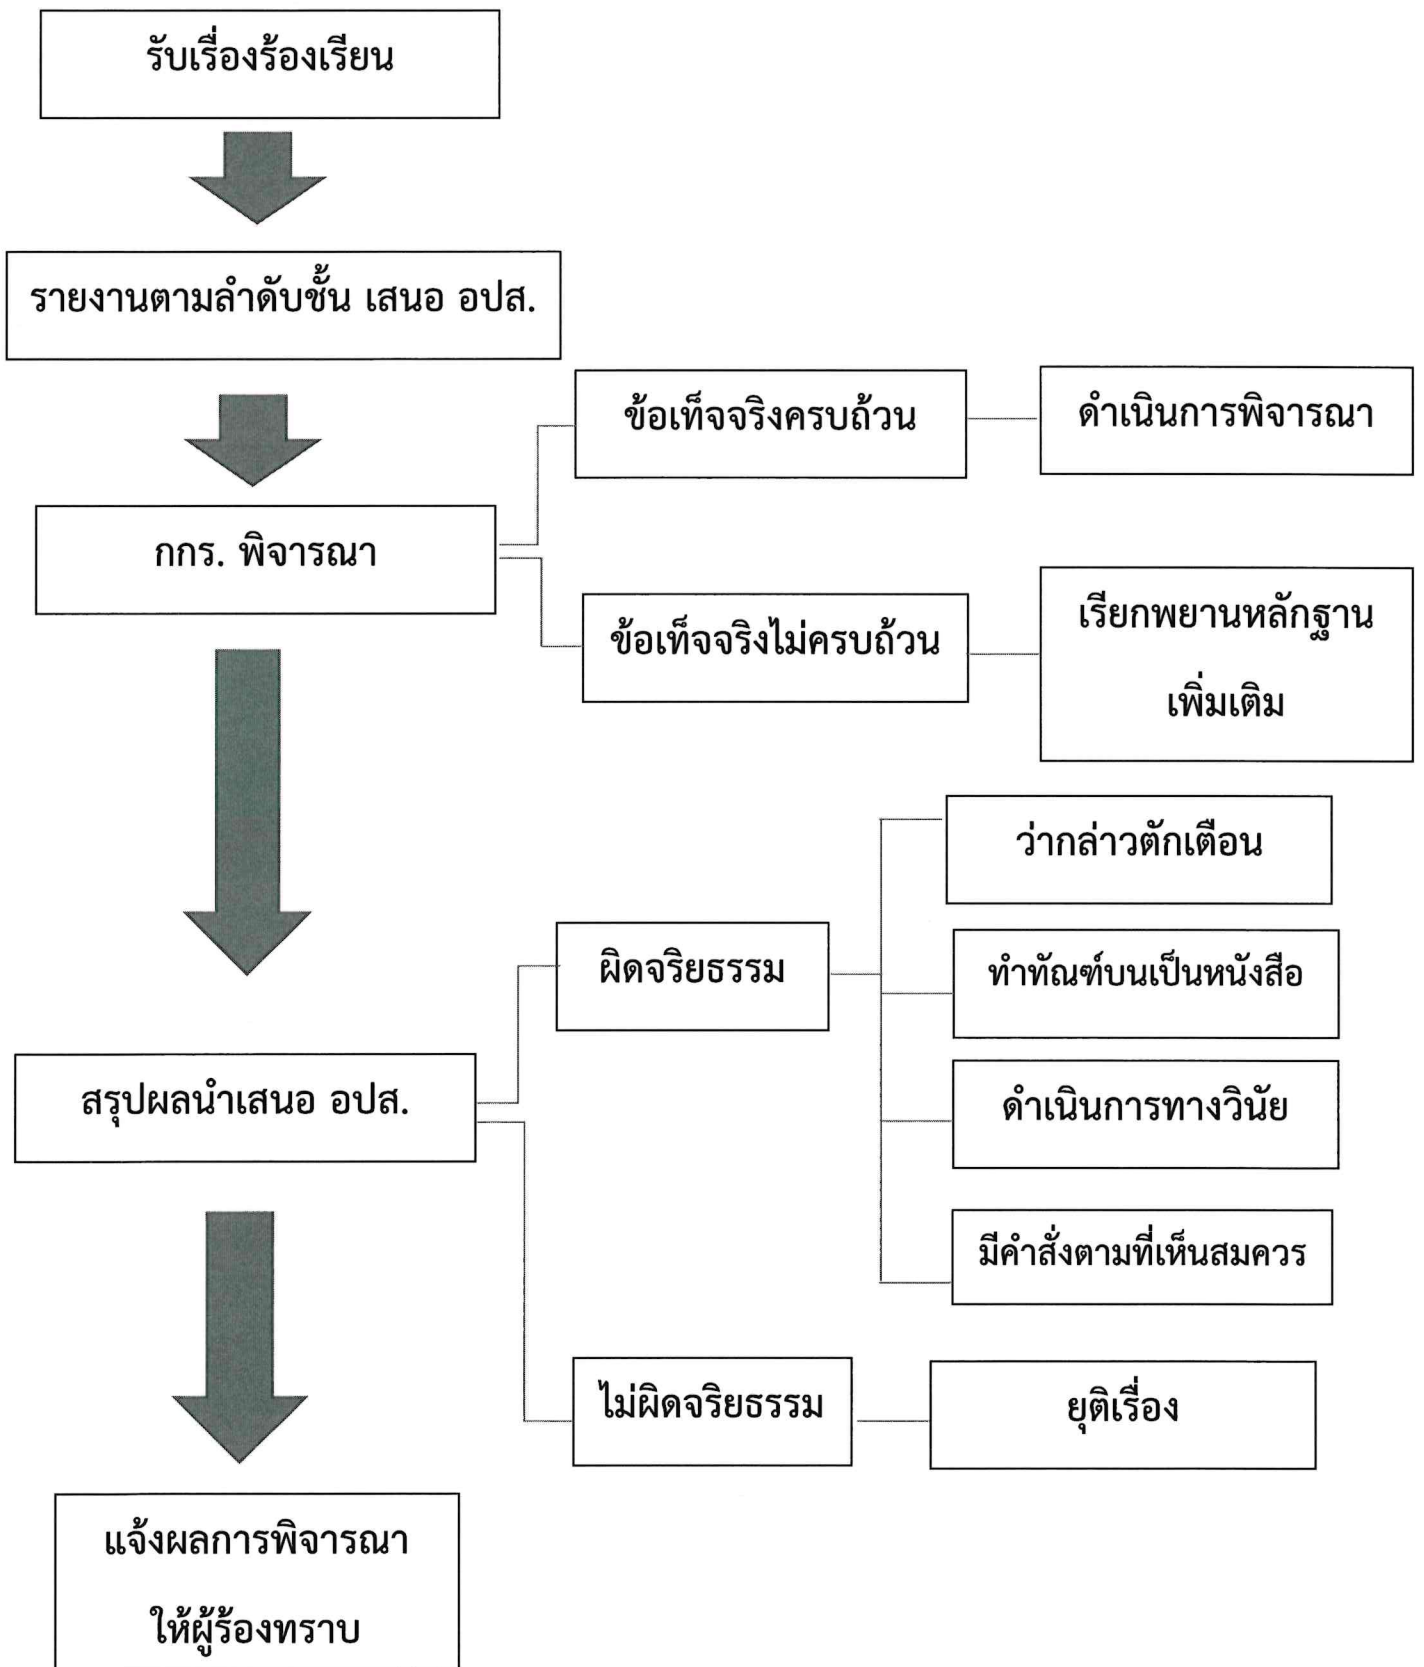 รับเรื่องร้องเรียน
รายงานตามลำดับชั้น เสนอ อปส.
ข้อเท็จจริงครบถ้วน
ดำเนินการพิจารณา
กกร. พิจารณา
ข้อเท็จจริงไม่ครบถ้วน
เรียกพยานหลักฐาน
เพิ่มเติม
ว่ากล่าวตักเตือน
ผิดจริยธรรม
ทำทัณฑ์บนเป็นหนังสือ
สรุปผลนำเสนอ อปส.
ดำเนินการทางวินัย
มีคำสั่งตามที่เห็นสมควร
ไม่ผิดจริยธรรม
ยุติเรื่อง
แจ้งผลการพิจารณา
ให้ผู้ร้องทราบ